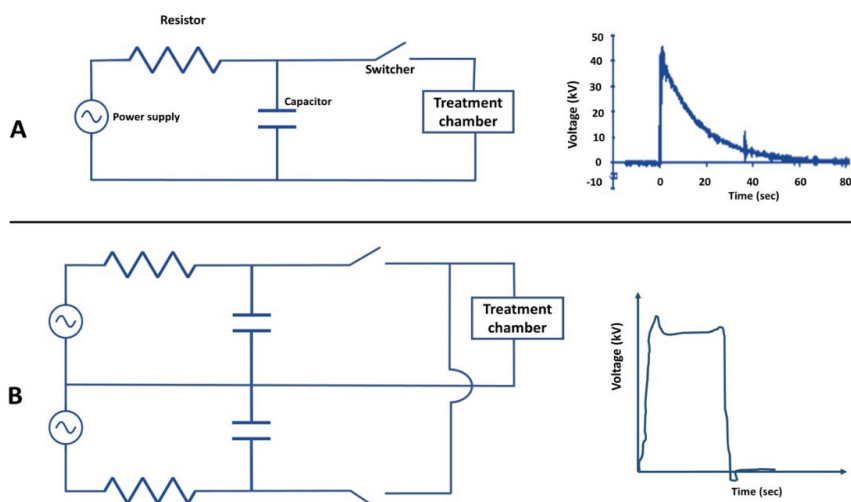 Resistor
Switcher
Power supply
Capacitor
Treatment
chamber
A
Voltage (kV)
50
40
30
20
10
0
-10
0 20 40 60 80
Time (sec)
Treatment
chamber
B
Voltage (kV)
Time (sec)